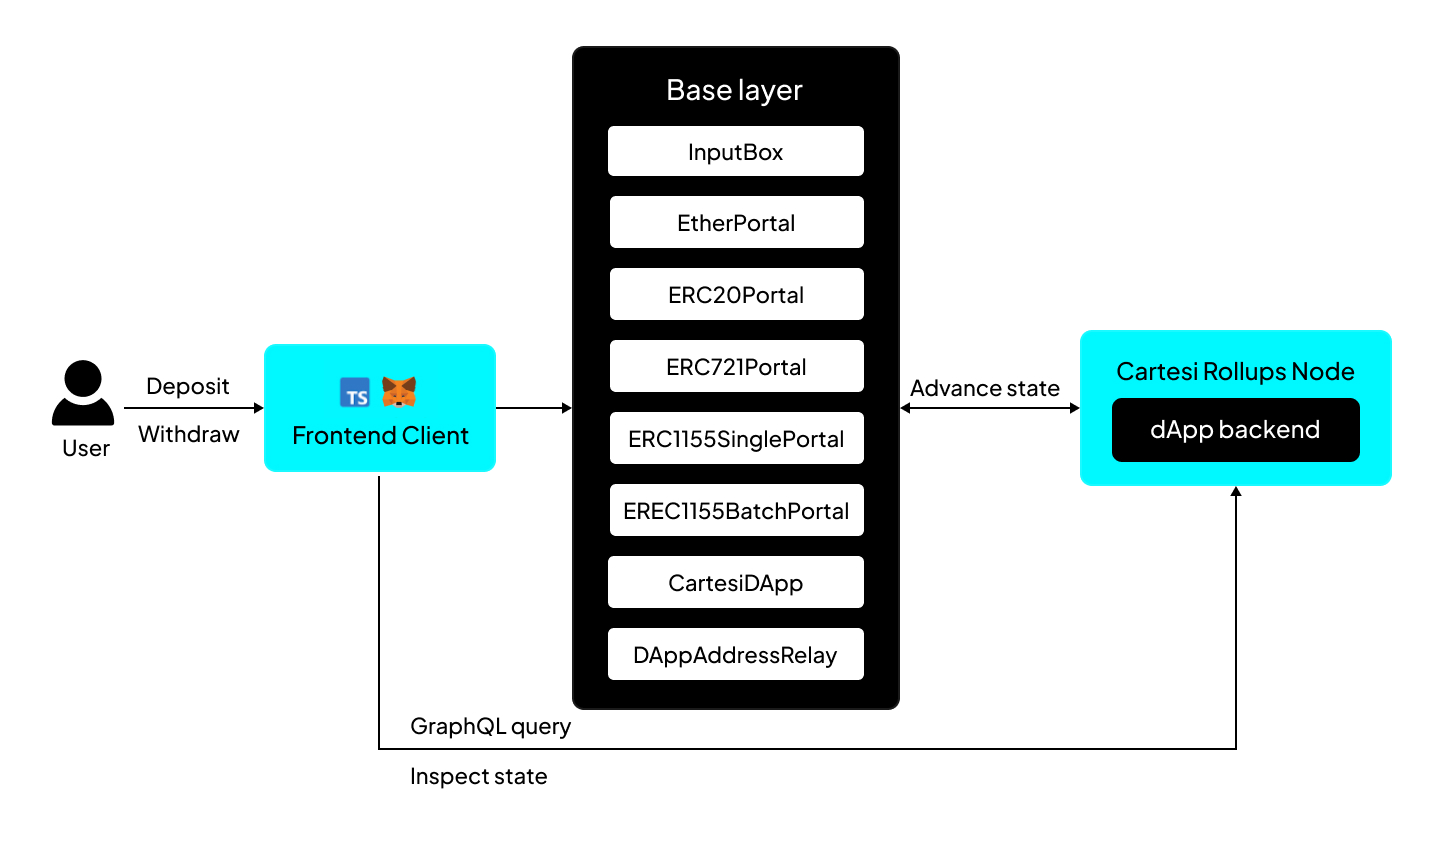 Base layer
InputBox
EtherPortal
ERC20Portal
ERC721Portal
ERC1155SinglePortal
EREC1155BatchPortal
CartesiDApp
DAppAddressRelay
User
Deposit
Withdraw
TS
Frontend Client
Advance state
Cartesi Rollups Node
dApp backend
GraphQL query
Inspect state